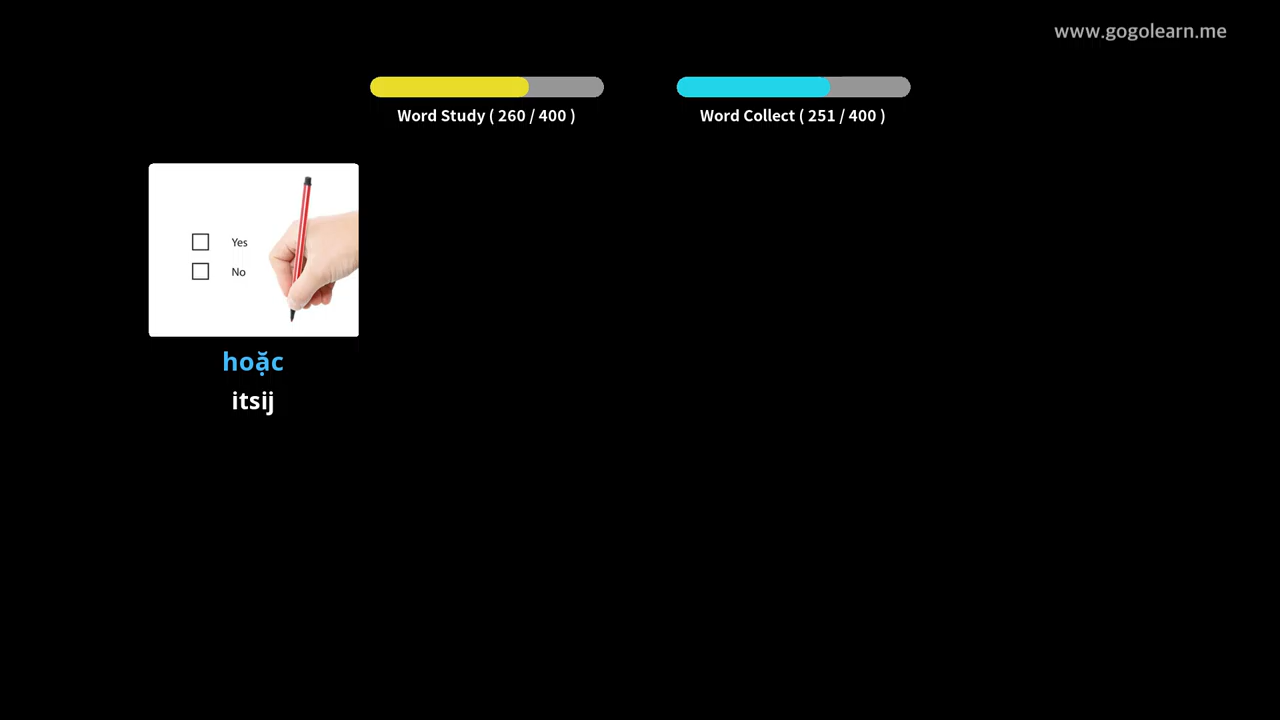 www.gogolearn.me
Word Study ( 260 / 400 )
Word Collect ( 251 / 400 )
Yes
No
hoặc
itsij